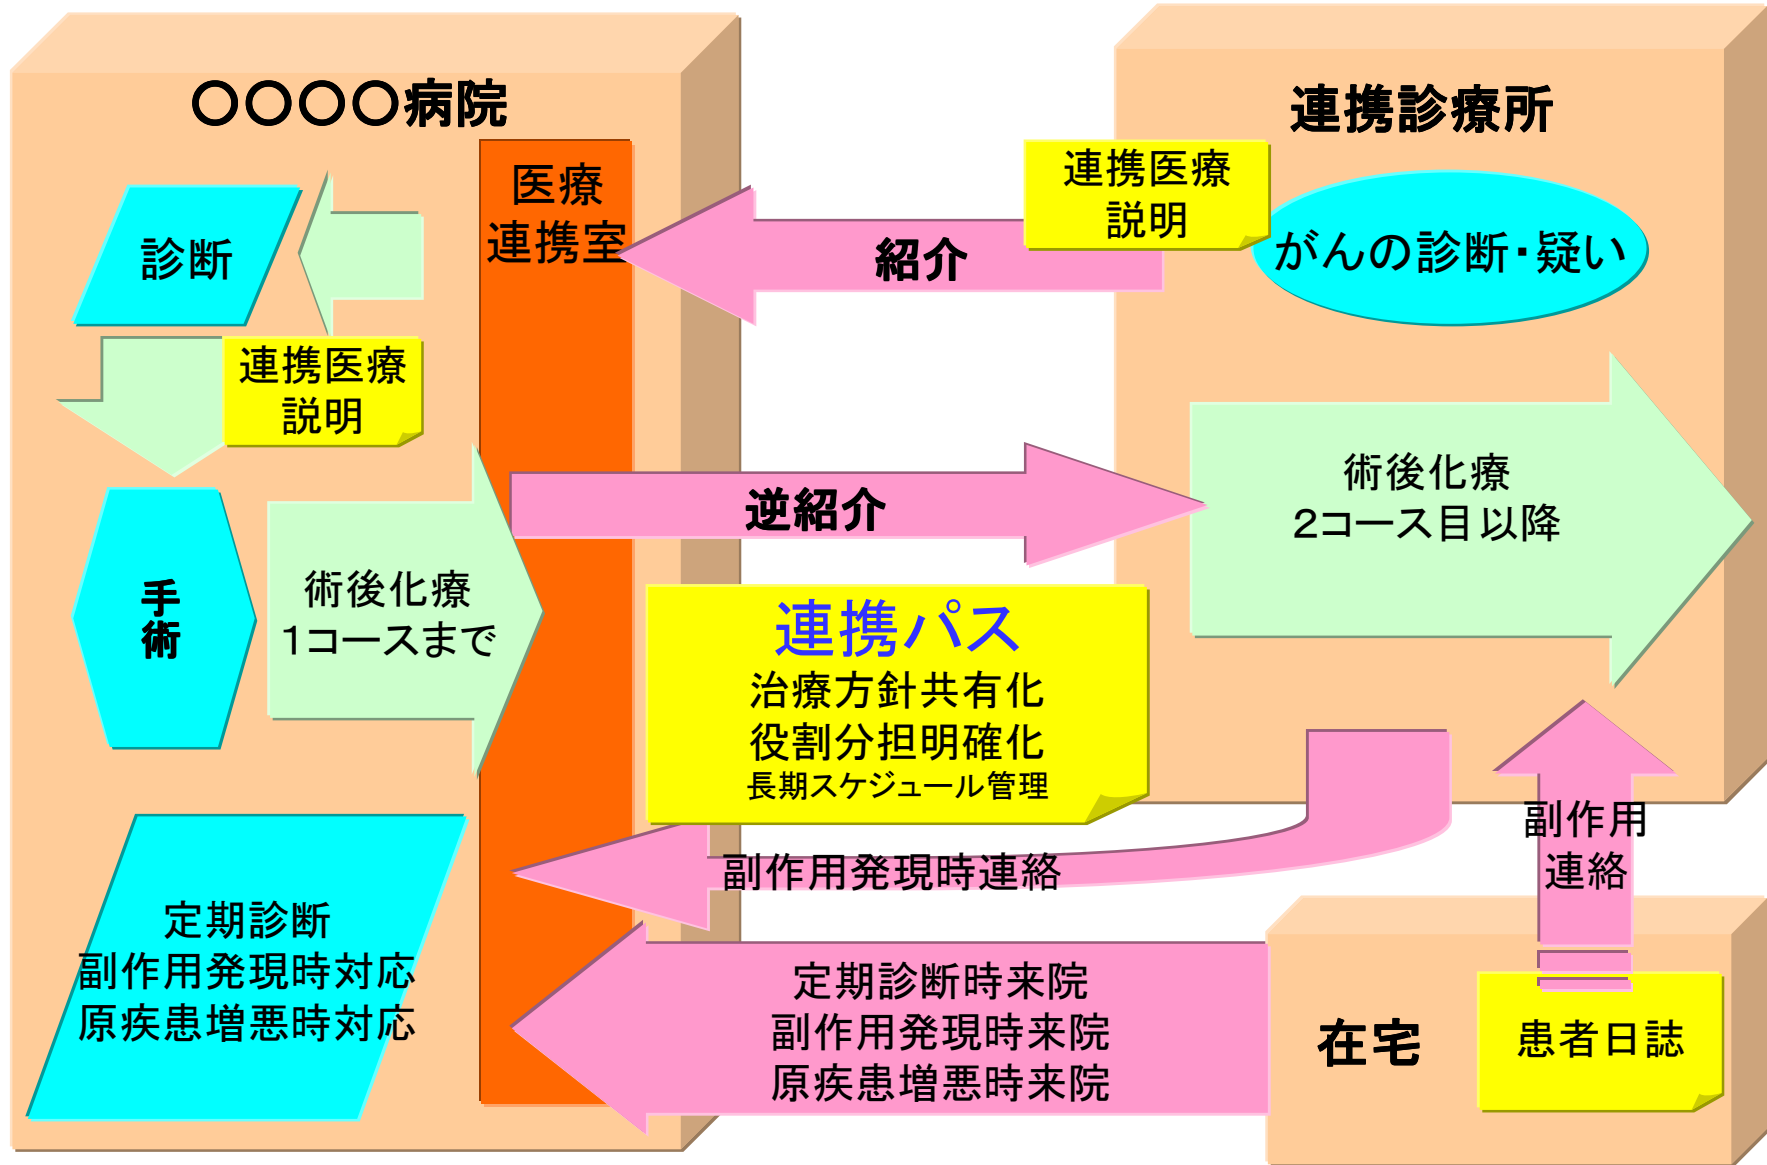 〇〇〇〇病院
医療
連携室
診断
連携医療
説明
手
術
術後化療
1コースまで
定期診断
副作用発現時対応
原疾患増悪時対応
連携診療所
連携医療
説明
がんの診断・疑い
紹介
逆紹介
術後化療
2コース目以降
連携パス
治療方針共有化
役割分担明確化
長期スケジュール管理
副作用発現時連絡
副作用
連絡
定期診断時来院
副作用発現時来院
原疾患増悪時来院
在宅
患者日誌